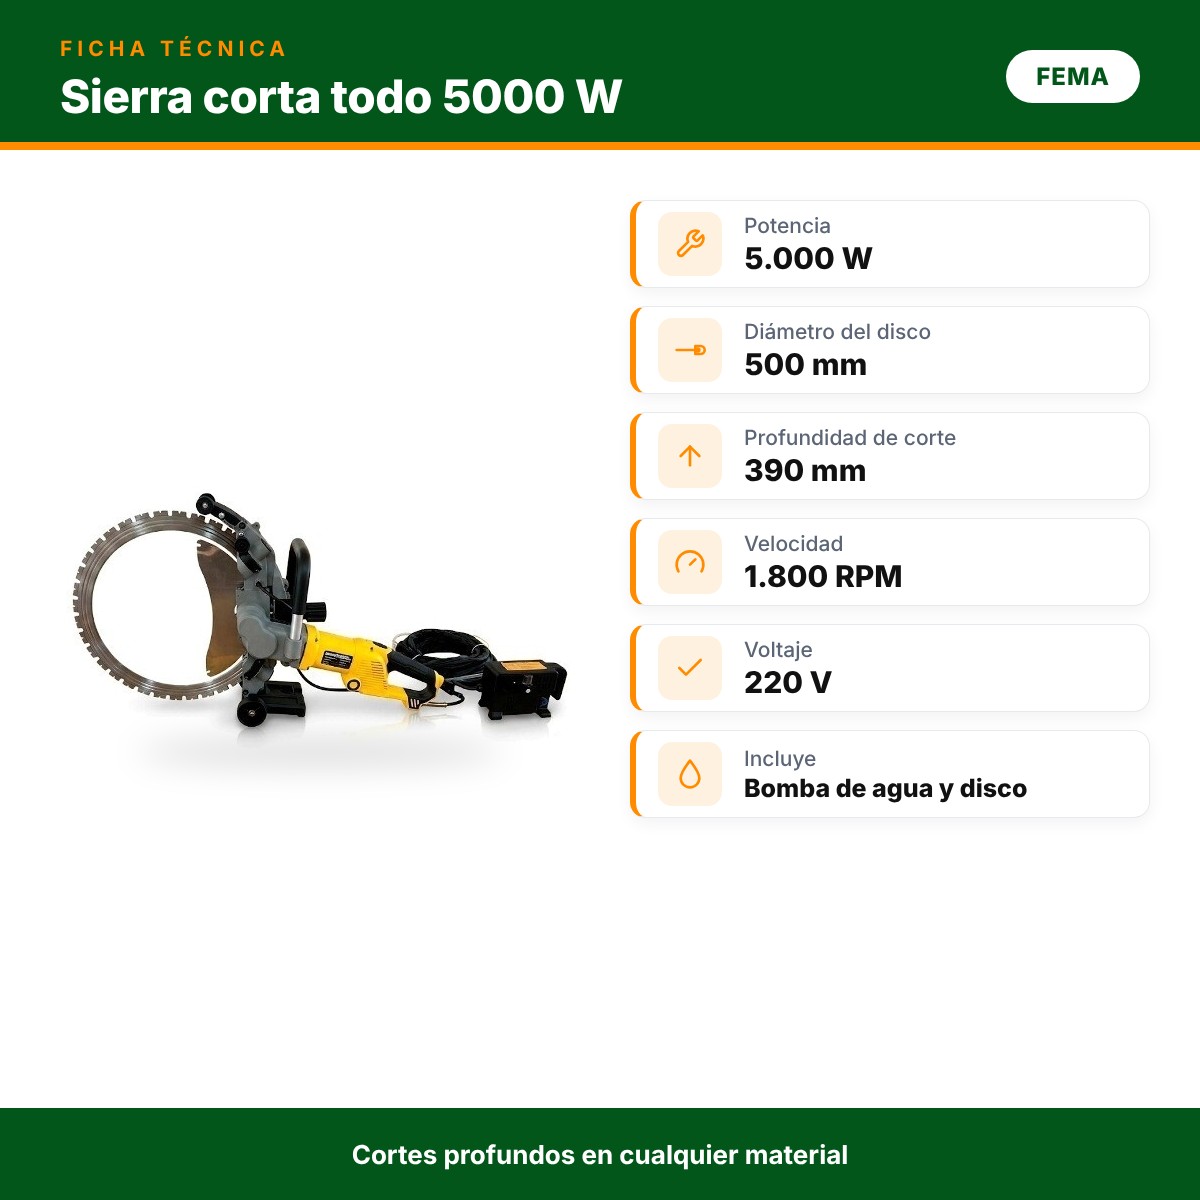 FICHA TÉCNICA
Sierra corta todo 5000 W
FEMA
Potencia
5.000 W
Diámetro del disco
500 mm
Profundidad de corte
390 mm
Velocidad
1.800 RPM
Voltaje
220 V
Incluye
Bomba de agua y disco
Cortes profundos en cualquier material